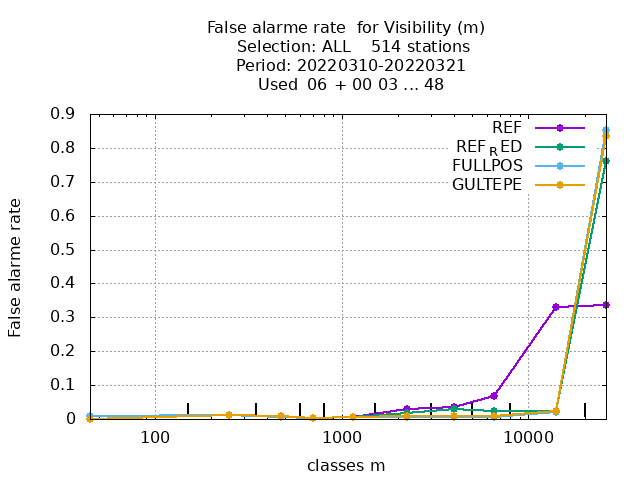 False alarme rate  for Visibility (m)
Selection: ALL    514 stations
Period: 20220310-20220321
Used  06 + 00 03 ... 48
False alarme rate
0.9
0.8
0.7
0.6
0.5
0.4
0.3
0.2
0.1
0
REF
REF_RED
FULLPOS
GULTEPE
100
1000
10000
classes m